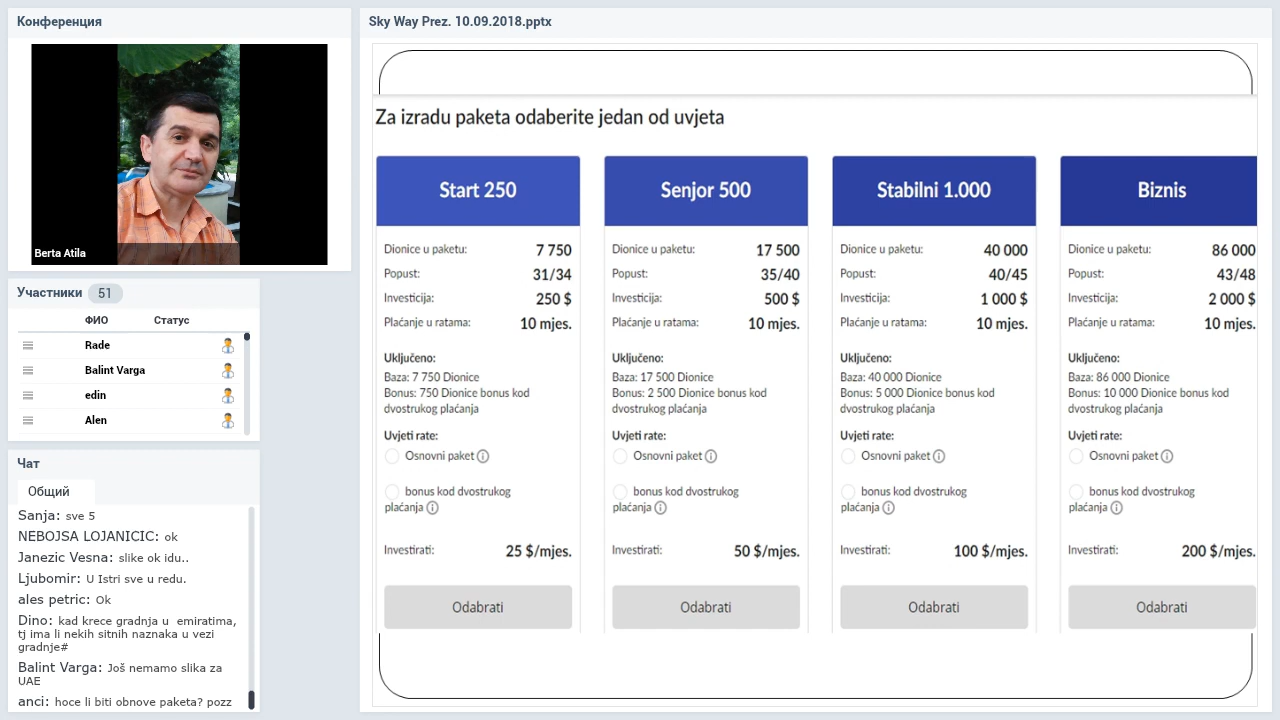 Конференция
Berta Atila
Участники 51
ФИО Статус
Rade
Balint Varga
edin
Alen
Чат
Общий
Sanja: sve 5
NEBOJSA LOJANICIC: ok
Janezic Vesna: slike ok idu..
Ljubomir: U Istri sve u redu.
ales petric: Ok
Dino: kad krece gradnja u emiratima,
tj ima li nekih sitnih naznaka u vezi
gradnje#
Balint Varga: Još nemamo slika za
UAE
anci: hoce li biti obnove paketa? pozz
Sky Way Prez. 10.09.2018.pptx
Za izradu paketa odaberite jedan od uvjeta
Start 250
Dionice u paketu: 7 750
Popust: 31/34
Investicija: 250 $
Plaćanje u ratama: 10 mjes.
Uključeno:
Baza: 7 750 Dionice
Bonus: 750 Dionice bonus kod
dvostrukog plaćanja
Uvjeti rate:
Osnovni paket
bonus kod dvostrukog
plaćanja
Investirati: 25 $/mjes.
Odabrati
Senjor 500
Dionice u paketu: 17 500
Popust: 35/40
Investicija: 500 $
Plaćanje u ratama: 10 mjes.
Uključeno:
Baza: 17 500 Dionice
Bonus: 2 500 Dionice bonus kod
dvostrukog plaćanja
Uvjeti rate:
Osnovni paket
bonus kod dvostrukog
plaćanja
Investirati: 50 $/mjes.
Odabrati
Stabilni 1.000
Dionice u paketu: 40 000
Popust: 40/45
Investicija: 1 000 $
Plaćanje u ratama: 10 mjes.
Uključeno:
Baza: 40 000 Dionice
Bonus: 5 000 Dionice bonus kod
dvostrukog plaćanja
Uvjeti rate:
Osnovni paket
bonus kod dvostrukog
plaćanja
Investirati: 100 $/mjes.
Odabrati
Biznis
Dionice u paketu: 86 000
Popust: 43/48
Investicija: 2 000 $
Plaćanje u ratama: 10 mjes.
Uključeno:
Baza: 86 000 Dionice
Bonus: 10 000 Dionice bonus kod
dvostrukog plaćanja
Uvjeti rate:
Osnovni paket
bonus kod dvostrukog
plaćanja
Investirati: 200 $/mjes.
Odabrati